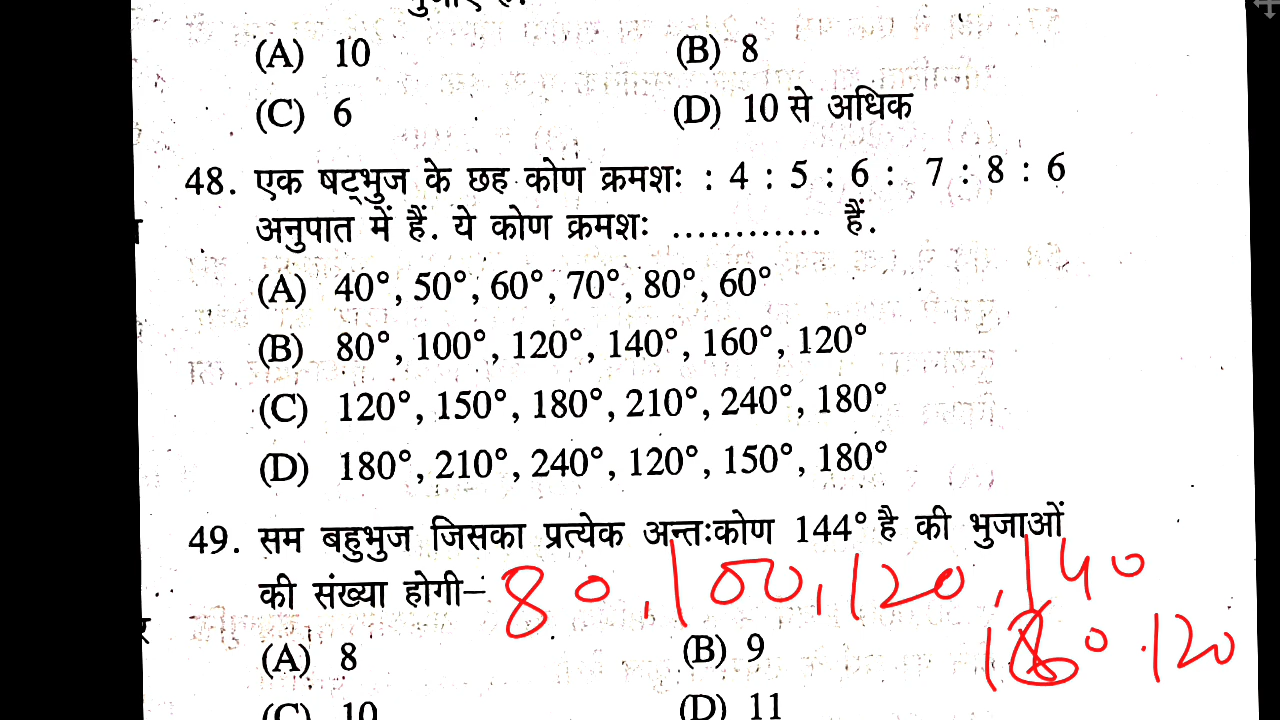 (A) 10 (B) 8
(C) 6 (D) 10 से अधिक
48. एक षट्भुज के छह कोण क्रमशः : 4 : 5 : 6 : 7 : 8 : 6
अनुपात में हैं. ये कोण क्रमशः ............ हैं.
(A) 40°, 50°, 60°, 70°, 80°, 60°
(B) 80°, 100°, 120°, 140°, 160°, 120°
(C) 120°, 150°, 180°, 210°, 240°, 180°
(D) 180°, 210°, 240°, 120°, 150°, 180°
49. सम बहुभुज जिसका प्रत्येक अन्तःकोण 144° है की भुजाओं
की संख्या होगी–
80, 100, 120, 140
120
(A) 8 (B) 9
(C) 10 (D) 11